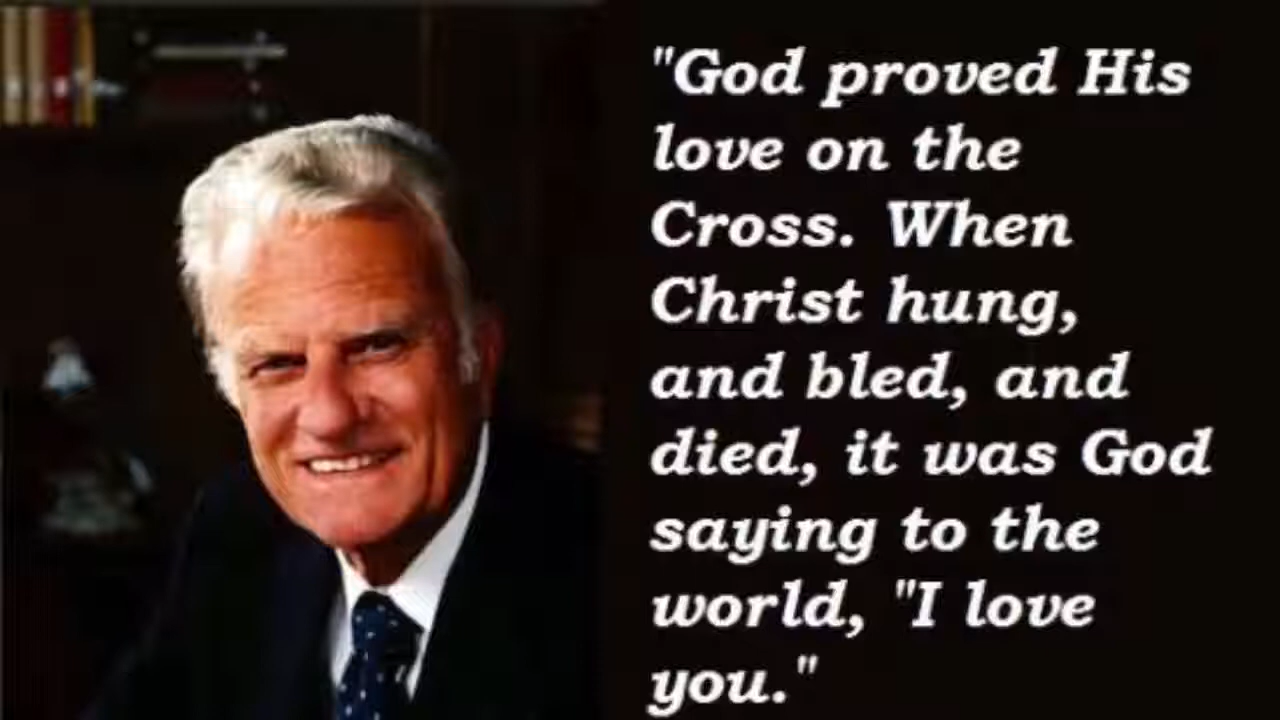 "God proved His
love on the
Cross. When
Christ hung,
and bled, and
died, it was God
saying to the
world, "I love
you."